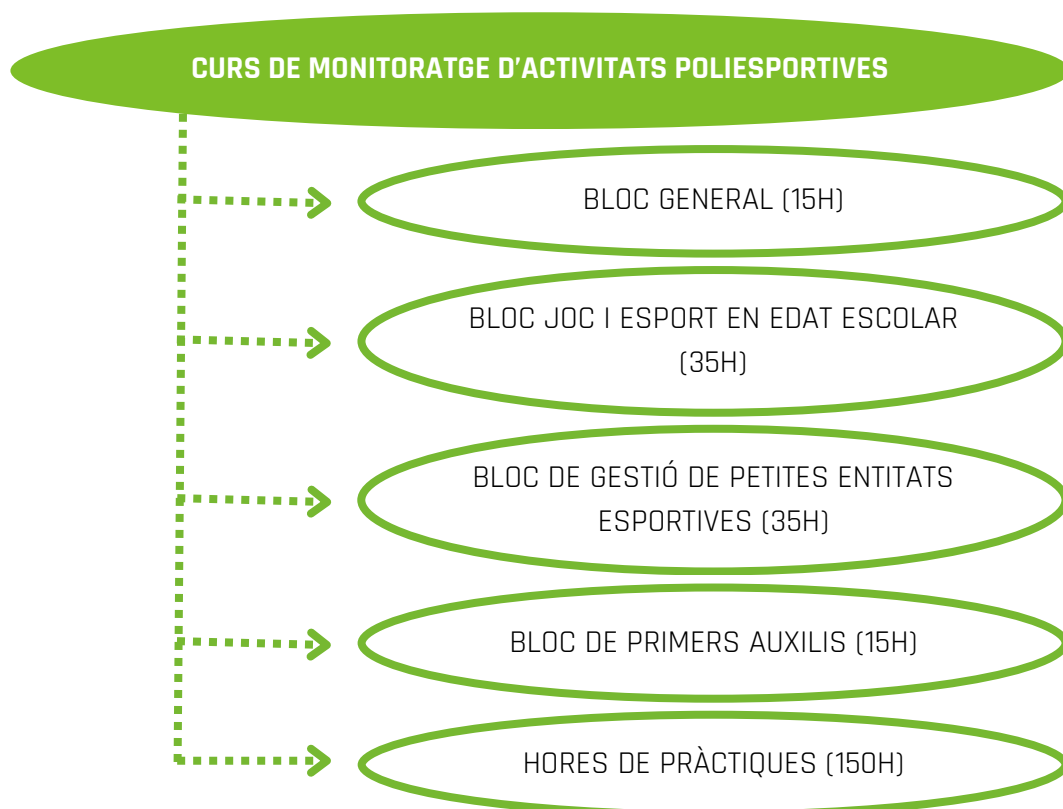 CURS DE MONITORATGE D'ACTIVITATS POLIESPORTIVES
BLOC GENERAL (15H)
BLOC JOC I ESPORT EN EDAT ESCOLAR
(35H)
BLOC DE GESTIÓ DE PETITES ENTITATS
ESPORTIVES (35H)
BLOC DE PRIMERS AUXILIS (15H)
HORES DE PRÀCTIQUES (150H)